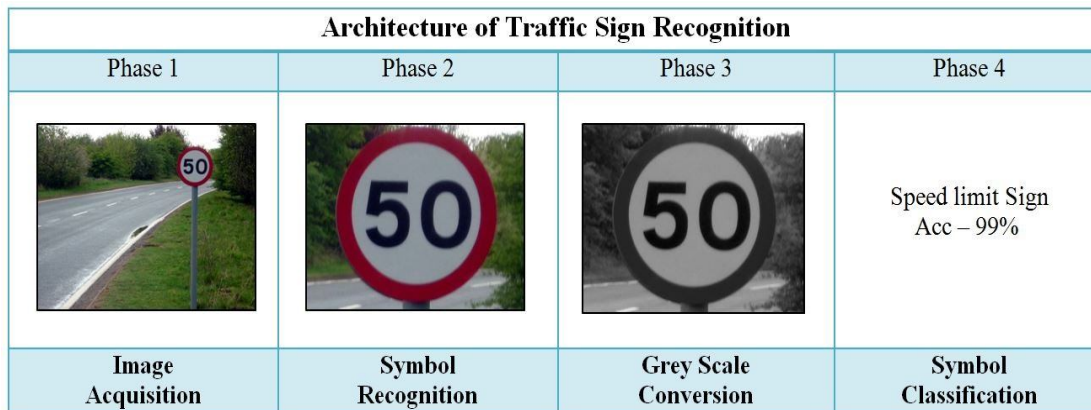 Architecture of Traffic Sign Recognition
Phase 1 Phase 2 Phase 3 Phase 4
50 50 50
Speed limit Sign
Acc – 99%
Image Symbol Grey Scale Symbol
Acquisition Recognition Conversion Classification